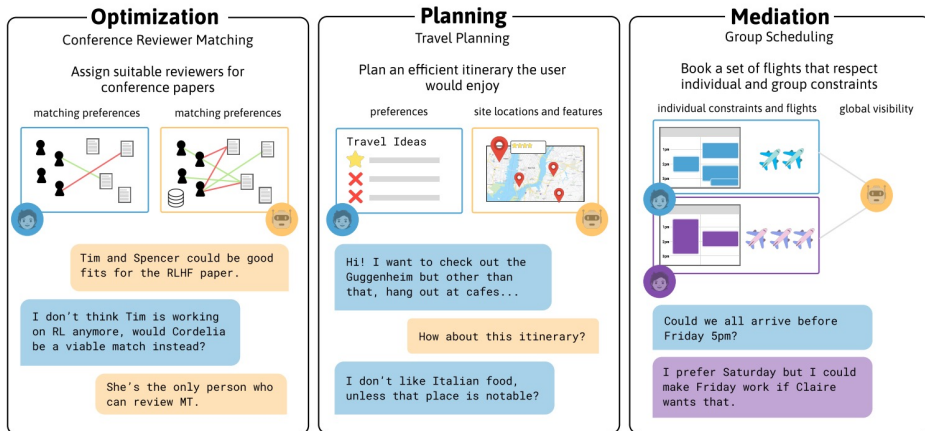 Optimization
Conference Reviewer Matching
Assign suitable reviewers for
conference papers
matching preferences
matching preferences
Tim and Spencer could be good
fits for the RLHF paper.
I don't think Tim is working
on RL anymore, would Cordelia
be a viable match instead?
She's the only person who
can review MT.
Planning
Travel Planning
Plan an efficient itinerary the user
would enjoy
preferences
site locations and features
Travel Ideas
Hi! I want to check out the
Guggenheim but other than
that, hang out at cafes...
How about this itinerary?
I don't like Italian food,
unless that place is notable?
Mediation
Group Scheduling
Book a set of flights that respect
individual and group constraints
individual constraints and flights
global visibility
1pm
2pm
3pm
1pm
2pm
3pm
Could we all arrive before
Friday 5pm?
I prefer Saturday but I could
make Friday work if Claire
wants that.